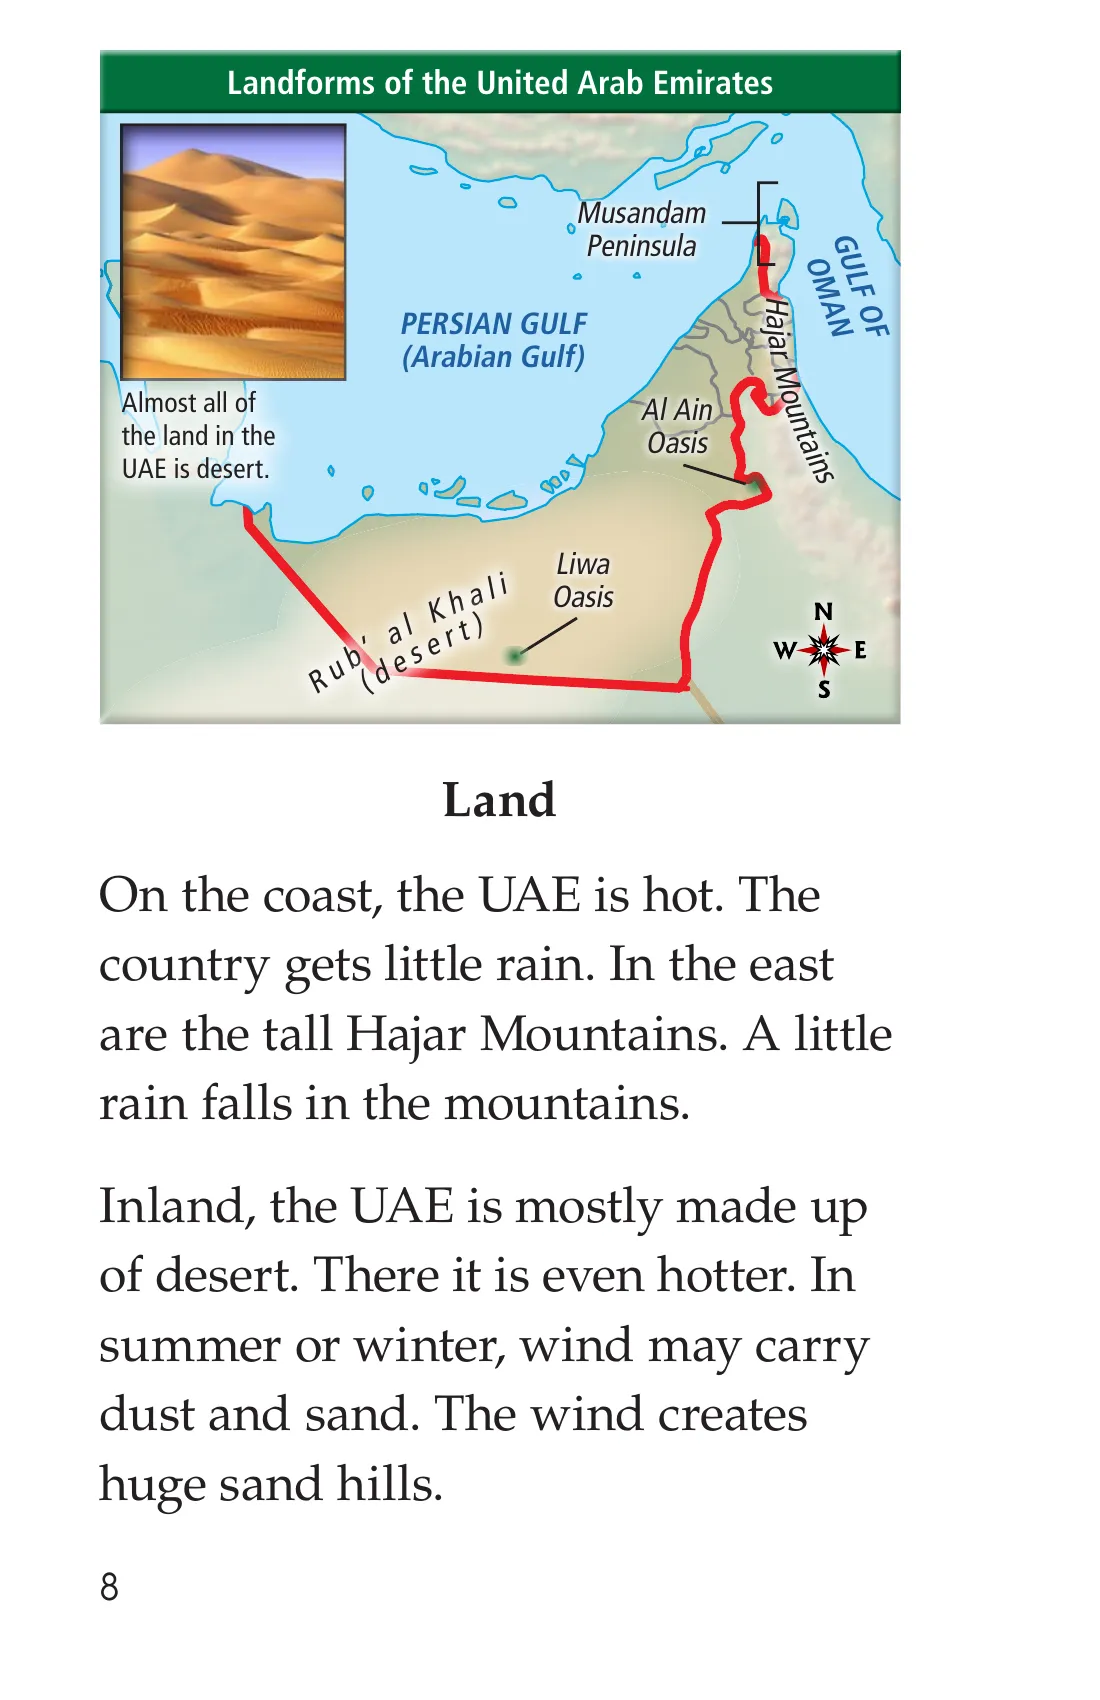 Landforms of the United Arab Emirates
Musandam
Peninsula
GULF OF
OMAN
PERSIAN GULF
(Arabian Gulf)
Hajar Mountains
Almost all of
the land in the
UAE is desert.
Al Ain
Oasis
Liwa
Oasis
Rub' al Khali
(desert)
N
W E
S
Land
On the coast, the UAE is hot. The
country gets little rain. In the east
are the tall Hajar Mountains. A little
rain falls in the mountains.
Inland, the UAE is mostly made up
of desert. There it is even hotter. In
summer or winter, wind may carry
dust and sand. The wind creates
huge sand hills.
8